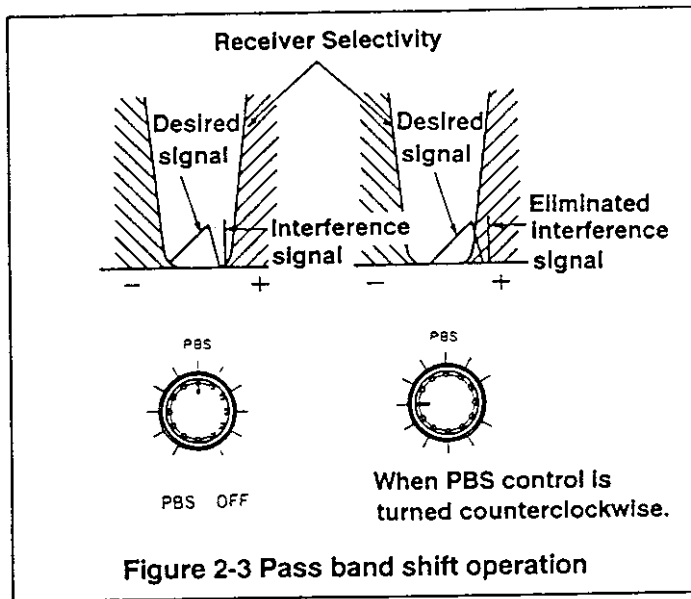 Receiver Selectivity
Desired
signal
Interference
signal
- +
Desired
signal
Eliminated
interference
signal
- +
PBS
PBS OFF
PBS
When PBS control is
turned counterclockwise.
Figure 2-3 Pass band shift operation